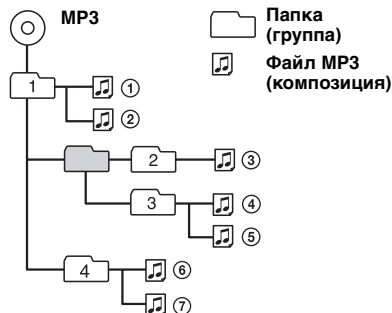 MP3
Папка
(группа)
Файл MP3
(композиция)
1
①
②
2
③
3
④
⑤
4
⑥
⑦